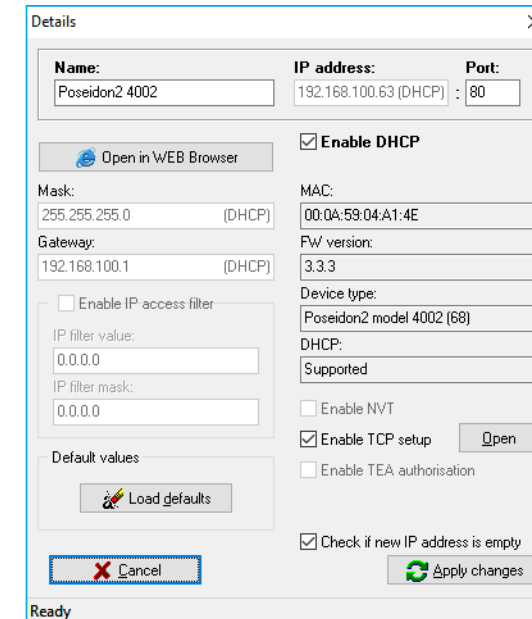 Details
Name:
IP address:
Port:
Poseidon2 4002
192.168.100.63 (DHCP) : 80
Open in WEB Browser
Enable DHCP
Mask:
255.255.255.0 (DHCP)
Gateway:
192.168.100.1 (DHCP)
MAC:
00:0A:59:04:A1:4E
FW version:
3.3.3
Device type:
Poseidon2 model 4002 (68)
DHCP:
Supported
Enable IP access filter
IP filter value:
0.0.0.0
IP filter mask:
0.0.0.0
Enable NVT
Enable TCP setup
Open
Enable TEA authorisation
Default values
Load defaults
Check if new IP address is empty
Cancel
Apply changes
Ready